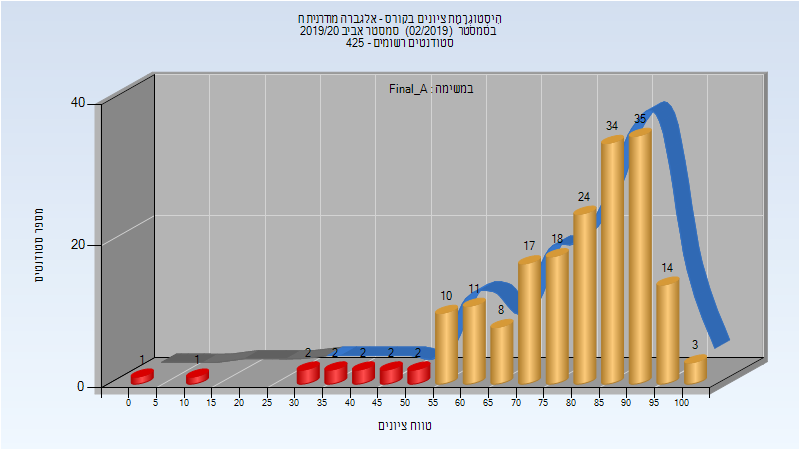 היסטוגרמת ציונים בקורס - אלגברה מודרנית ח
בסמסטר (02/2019) סמסטר אביב 2019/20
סטודנטים רשומים - 425
במשימה : Final_A
מספר סטודנטים
40
20
0
1 1 2 2 2 2 2 10 11 8 17 18 24 34 35 14 3
0 5 10 15 20 25 30 35 40 45 50 55 60 65 70 75 80 85 90 95 100
טווח ציונים